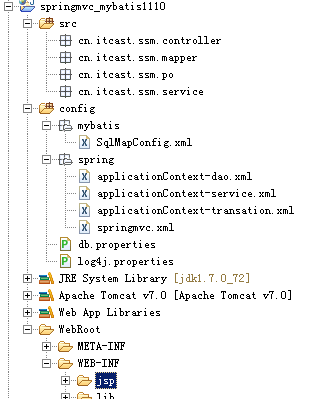 springmvc_mybatis1110
src
cn.itcast.ssm.controller
cn.itcast.ssm.mapper
cn.itcast.ssm.po
cn.itcast.ssm.service
config
mybatis
SqlMapConfig.xml
spring
applicationContext-dao.xml
applicationContext-service.xml
applicationContext-transation.xml
springmvc.xml
db.properties
log4j.properties
JRE System Library [jdk1.7.0_72]
Apache Tomcat v7.0 [Apache Tomcat v7.0]
Web App Libraries
WebRoot
META-INF
WEB-INF
jsp
lib